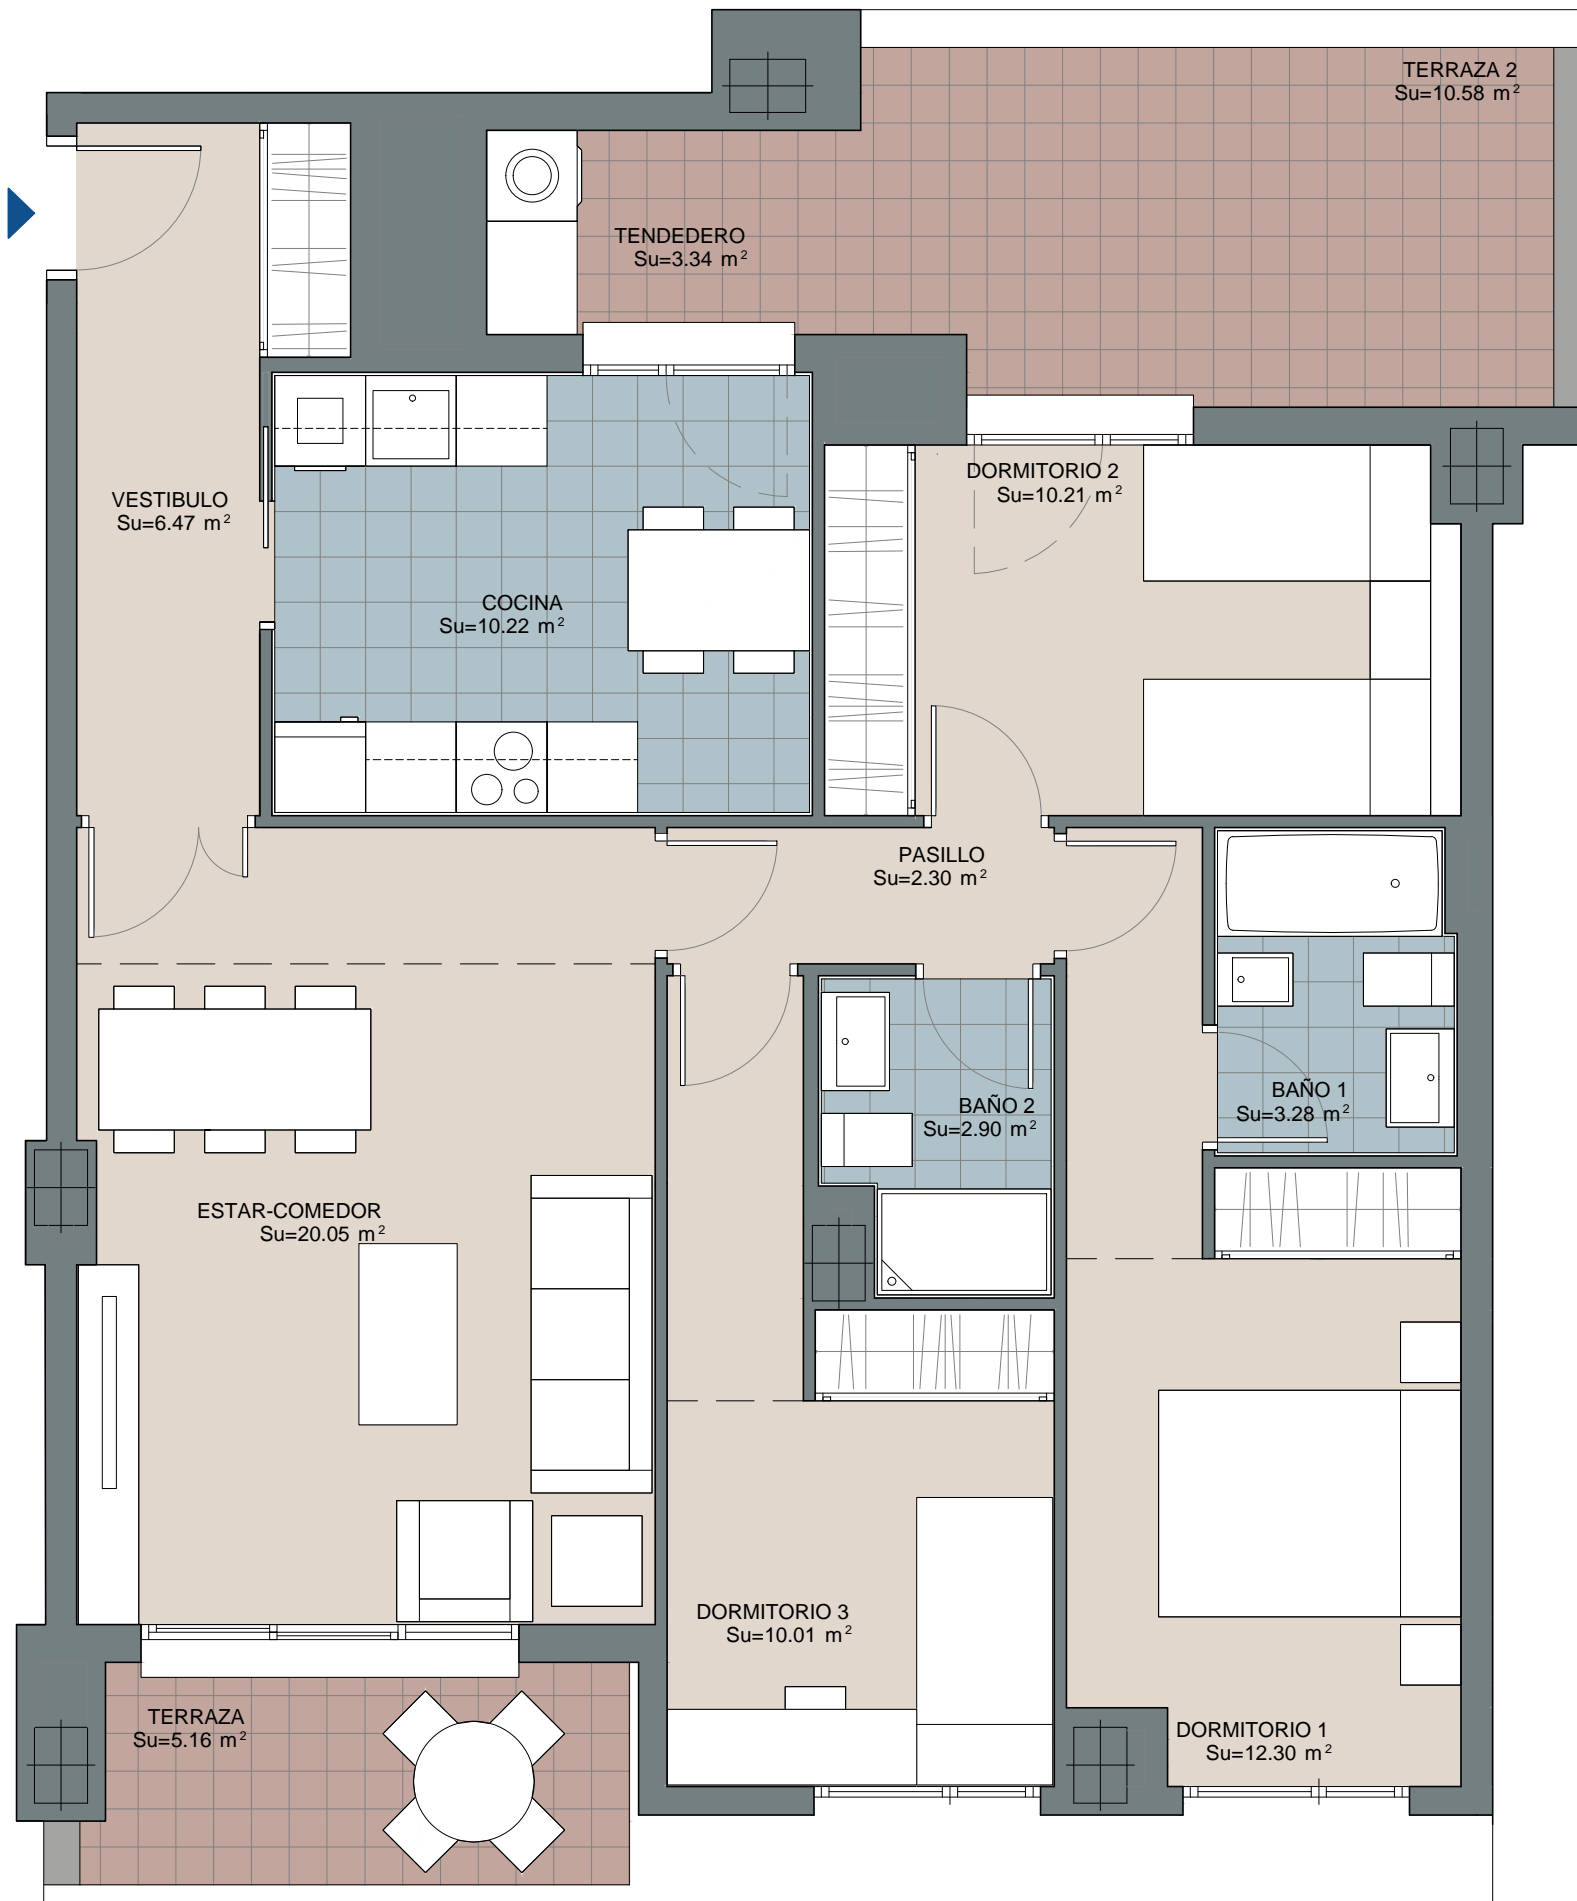 TERRAZA 2
Su=10.58 m²
TENDEDERO
Su=3.34 m²
VESTIBULO
Su=6.47 m²
DORMITORIO 2
Su=10.21 m²
COCINA
Su=10.22 m²
PASILLO
Su=2.30 m²
BAÑO 2
Su=2.90 m²
BAÑO 1
Su=3.28 m²
ESTAR-COMEDOR
Su=20.05 m²
DORMITORIO 3
Su=10.01 m²
TERRAZA
Su=5.16 m²
DORMITORIO 1
Su=12.30 m²